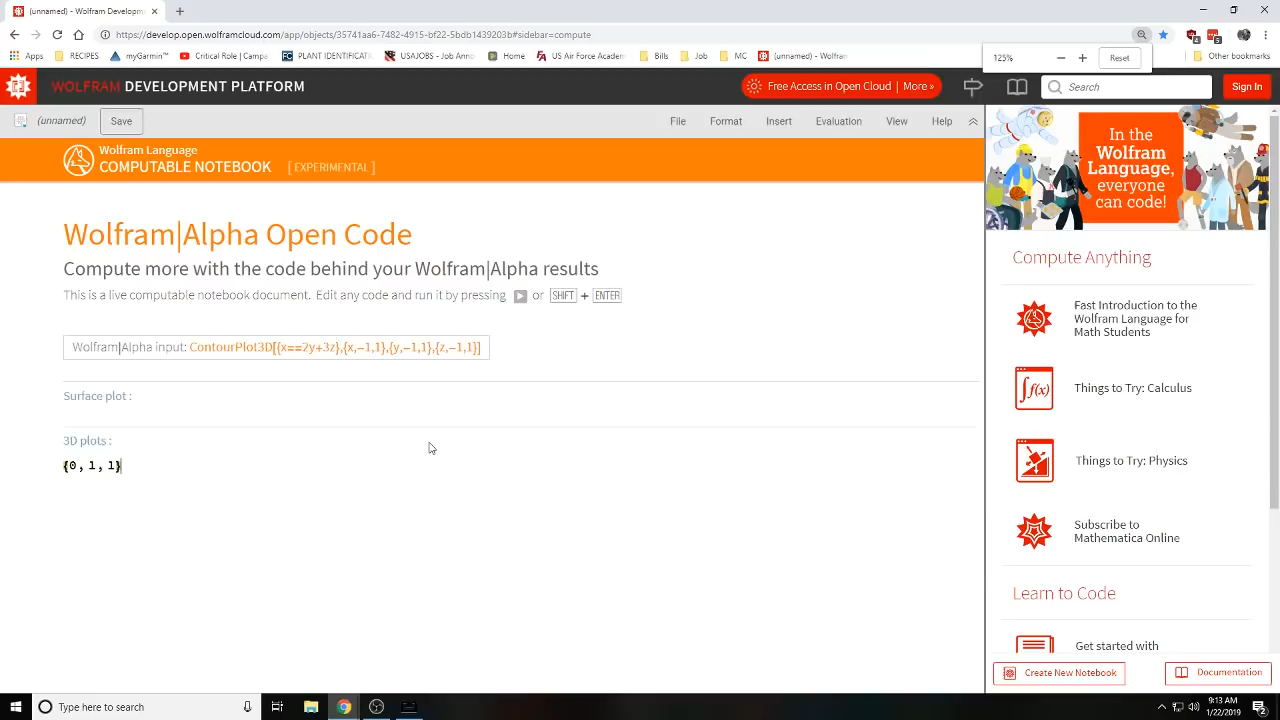 (unnamed) - Wolfram Developm
https://develop.open.wolframcloud.com/app/objects/35741aa6-7482-4915-bf22-5bdb1439203b#sidebar=compute
Apps
REPAYE
myGarmin™
Critical Role | Campa
PLANT IDENTIFICAT
USAJOBS - Job Anno
Home
US Air Force Academ
Bills
Job
MC
(unnamed) - Wolfram
Other bookmarks
125%
Reset
WOLFRAM DEVELOPMENT PLATFORM
Free Access in Open Cloud | More »
Search
Sign In
(unnamed)
Save
File
Format
Insert
Evaluation
View
Help
Wolfram Language
COMPUTABLE NOTEBOOK [ EXPERIMENTAL ]
Wolfram|Alpha Open Code
Compute more with the code behind your Wolfram|Alpha results
This is a live computable notebook document. Edit any code and run it by pressing or SHIFT + ENTER
Wolfram|Alpha input: ContourPlot3D[{x==2y+3z},{x,−1,1},{y,−1,1},{z,−1,1}]
Surface plot :
3D plots :
{0, 1, 1}
In the
Wolfram
Language,
everyone
can code!
Compute Anything
Fast Introduction to the
Wolfram Language for
Math Students
Things to Try: Calculus
Things to Try: Physics
Subscribe to
Mathematica Online
Learn to Code
Get started with
Create New Notebook
Documentation
Type here to search
9:13 AM
1/22/2019